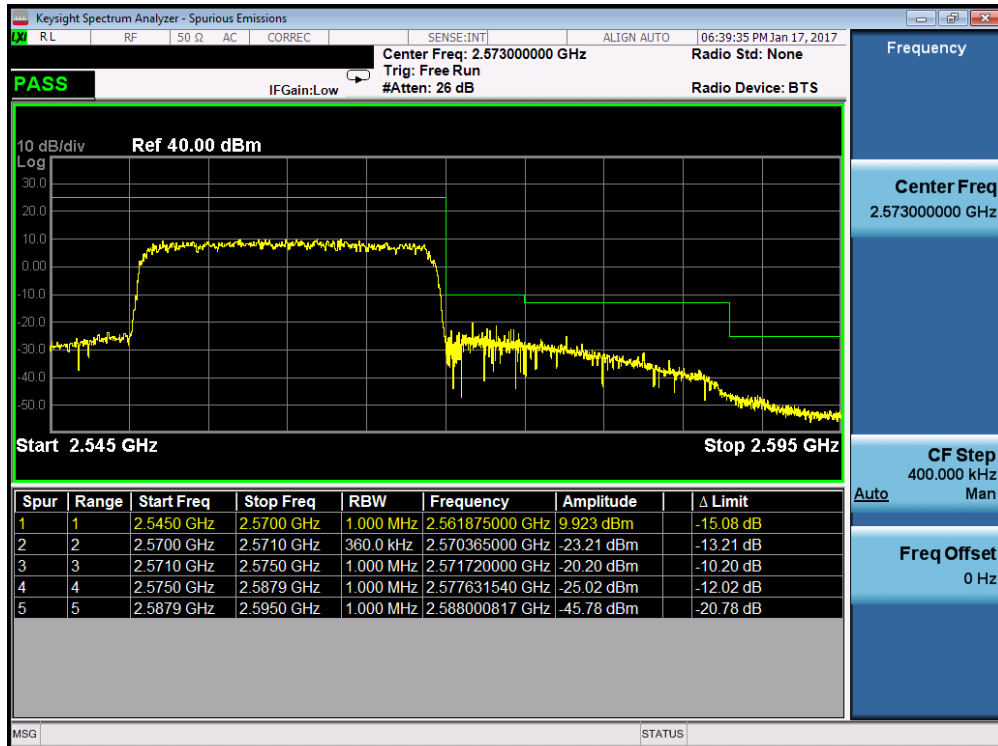 Keysight Spectrum Analyzer - Spurious Emissions
LXI RL RF 50 Ω AC CORREC SENSE:INT ALIGN AUTO 06:39:35 PM Jan 17, 2017
Center Freq: 2.573000000 GHz Radio Std: None
Trig: Free Run
PASS IFGain:Low #Atten: 26 dB Radio Device: BTS
10 dB/div Ref 40.00 dBm
Log
30.0
20.0
10.0
0.00
-10.0
-20.0
-30.0
-40.0
-50.0
Start 2.545 GHz Stop 2.595 GHz
Spur Range Start Freq Stop Freq RBW Frequency Amplitude Δ Limit
1 1 2.5450 GHz 2.5700 GHz 1.000 MHz 2.561875000 GHz 9.923 dBm -15.08 dB
2 2 2.5700 GHz 2.5710 GHz 360.0 kHz 2.570365000 GHz -23.21 dBm -13.21 dB
3 3 2.5710 GHz 2.5750 GHz 1.000 MHz 2.571720000 GHz -20.20 dBm -10.20 dB
4 4 2.5750 GHz 2.5879 GHz 1.000 MHz 2.577631540 GHz -25.02 dBm -12.02 dB
5 5 2.5879 GHz 2.5950 GHz 1.000 MHz 2.588000817 GHz -45.78 dBm -20.78 dB
MSG STATUS
Frequency
Center Freq
2.573000000 GHz
CF Step
400.000 kHz
Auto Man
Freq Offset
0 Hz